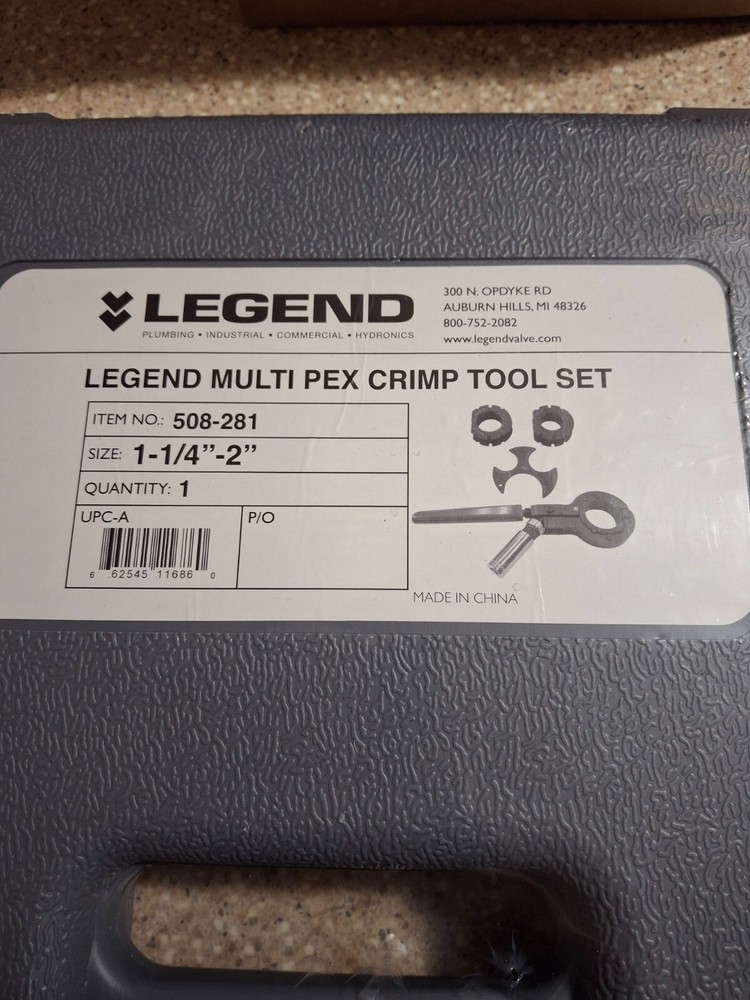 LEGEND
PLUMBING • INDUSTRIAL • COMMERCIAL • HYDRONICS
300 N. OPDYKE RD
AUBURN HILLS, MI 48326
800-752-2082
www.legendvalve.com
LEGEND MULTI PEX CRIMP TOOL SET
ITEM NO.: 508-281
SIZE: 1-1/4”-2”
QUANTITY: 1
UPC-A
P/O
6 62545 11686 0
MADE IN CHINA